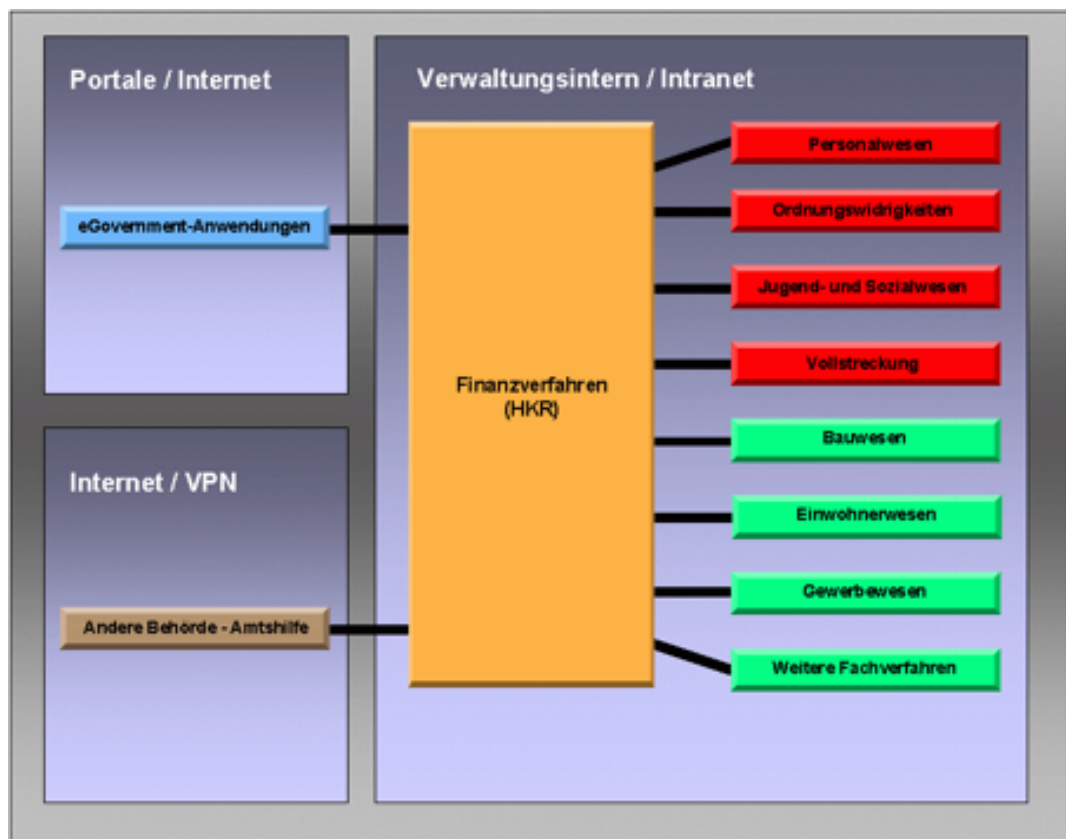 Portale / Internet
eGovernment-Anwendungen
Internet / VPN
Andere Behörde - Amtshilfe
Verwaltungsintern / Intranet
Finanzverfahren
(HKR)
Personalwesen
Ordnungswidrigkeiten
Jugend- und Sozialwesen
Vollstreckung
Bauwesen
Einwohnerwesen
Gewerbewesen
Weitere Fachverfahren